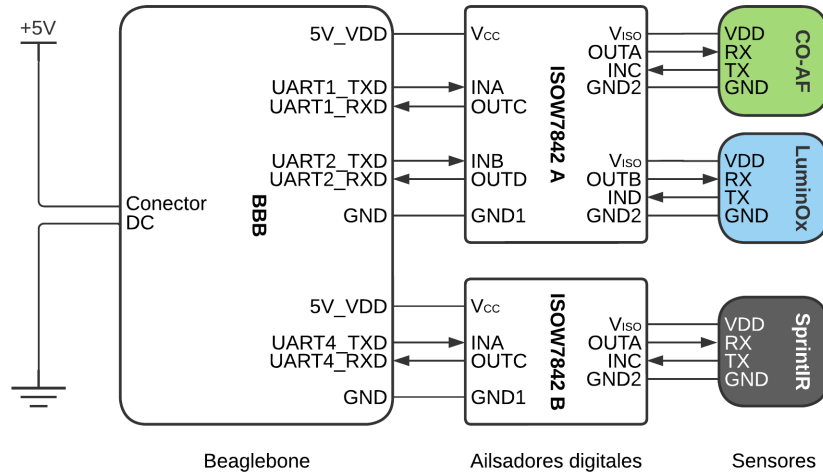 +5V
Conector
DC
BBB
5V_VDD
UART1_TXD
UART1_RXD
UART2_TXD
UART2_RXD
GND
5V_VDD
UART4_TXD
UART4_RXD
GND
VCC
INA
OUTC
INB
OUTD
GND1
ISOW7842 A
VISO
OUTA
INC
GND2
VISO
OUTB
IND
GND2
VCC
INA
OUTC
GND1
ISOW7842 B
VISO
OUTA
INC
GND2
VDD
RX
TX
GND
CO-AF
VDD
RX
TX
GND
LuminOx
VDD
RX
TX
GND
SprintIR
Beaglebone
Ailsadores digitales
Sensores